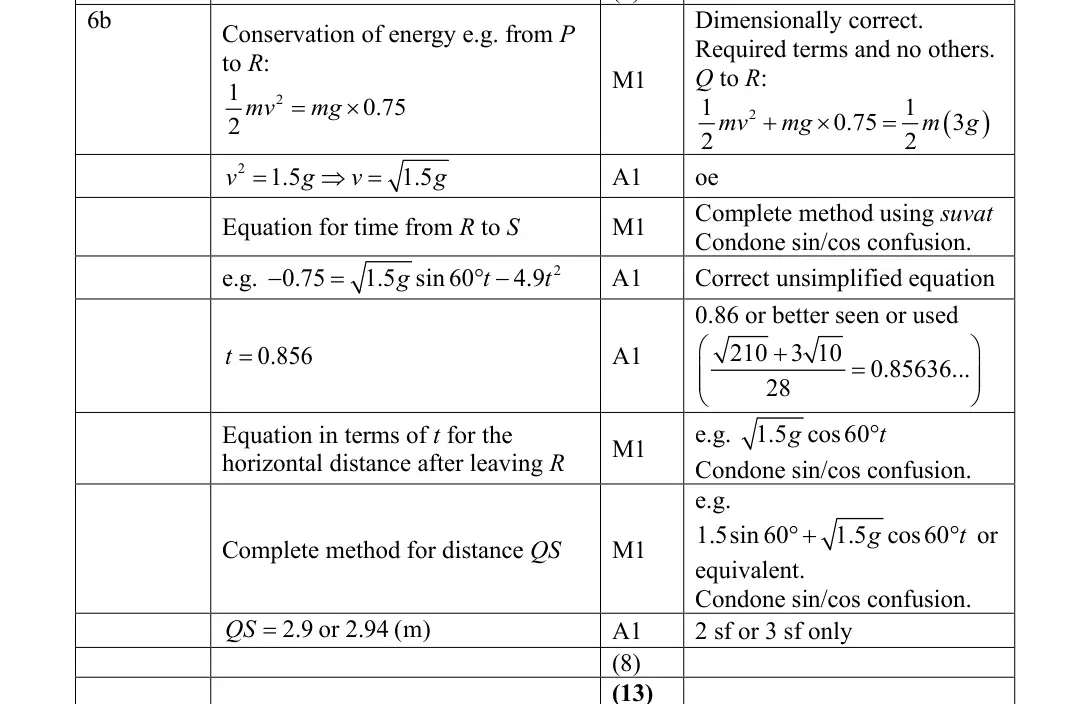 6b
Conservation of energy e.g. from P
to R:
1/2 mv² = mg × 0.75
M1
Dimensionally correct.
Required terms and no others.
Q to R:
1/2 mv² + mg × 0.75 = 1/2 m(3g)
v² = 1.5g ⇒ v = √1.5g
A1
oe
Equation for time from R to S
M1
Complete method using suvat
Condone sin/cos confusion.
e.g. −0.75 = √1.5g sin 60°t − 4.9t²
A1
Correct unsimplified equation
t = 0.856
A1
0.86 or better seen or used
((√210 + 3√10)/28 = 0.85636...)
Equation in terms of t for the
horizontal distance after leaving R
M1
e.g. √1.5g cos 60°t
Condone sin/cos confusion.
Complete method for distance QS
M1
e.g.
1.5 sin 60° + √1.5g cos 60°t or
equivalent.
Condone sin/cos confusion.
QS = 2.9 or 2.94 (m)
A1
2 sf or 3 sf only
(8)
(13)